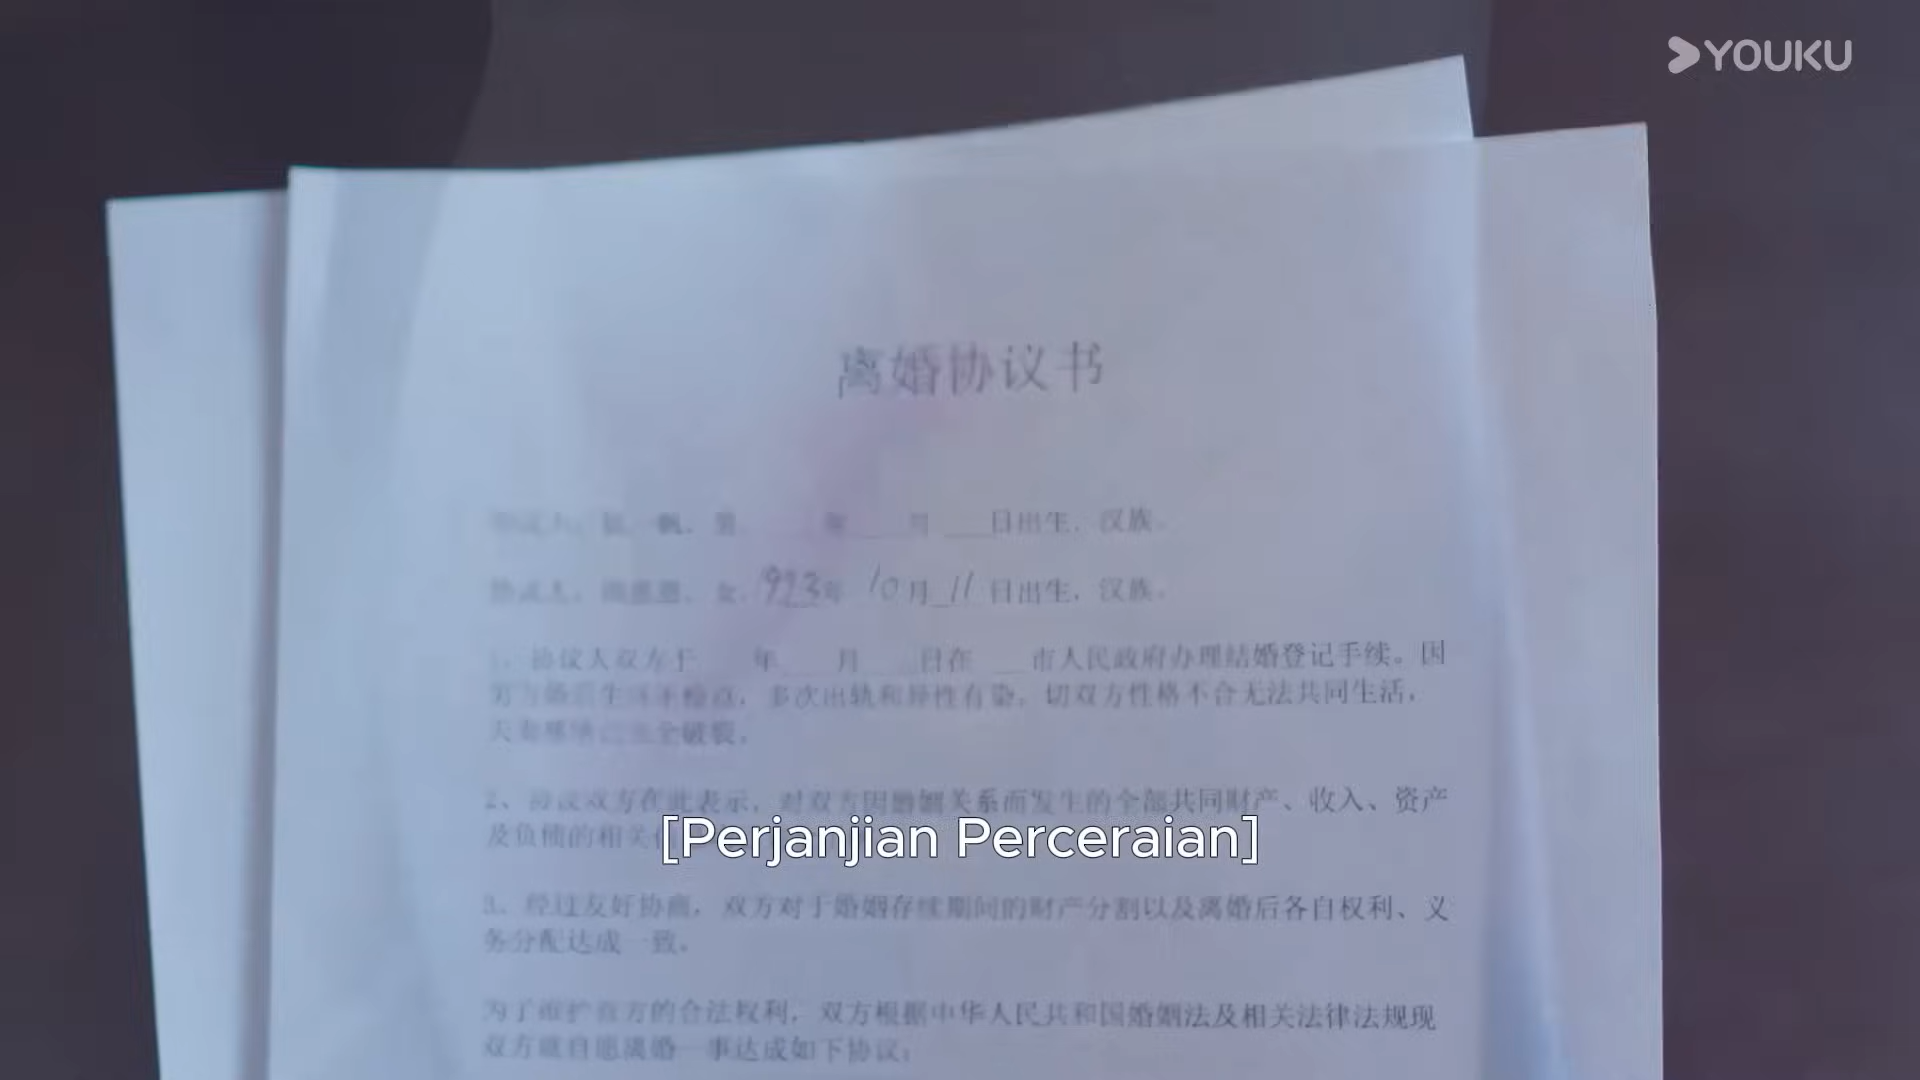 YOUKU
离婚协议书
日出生，汉族。
女，993年 10月 11 日出生，汉族。
1、协议人双方于 年 月 日在 市人民政府办理结婚登记手续。因
多次出轨和异性有染。切双方性格不合无法共同生活，
完全破裂。
2、协议双方在此表示，对双方因婚姻关系而发生的全部共同财产、收入、资产
及负债的相关
[Perjanjian Perceraian]
3、经过友好协商，双方对于婚姻存续期间的财产分割以及离婚后各自权利、义
务分配达成一致。
为了维护双方的合法权利，双方根据中华人民共和国婚姻法及相关法律法规现
双方就自愿离婚一事达成如下协议：